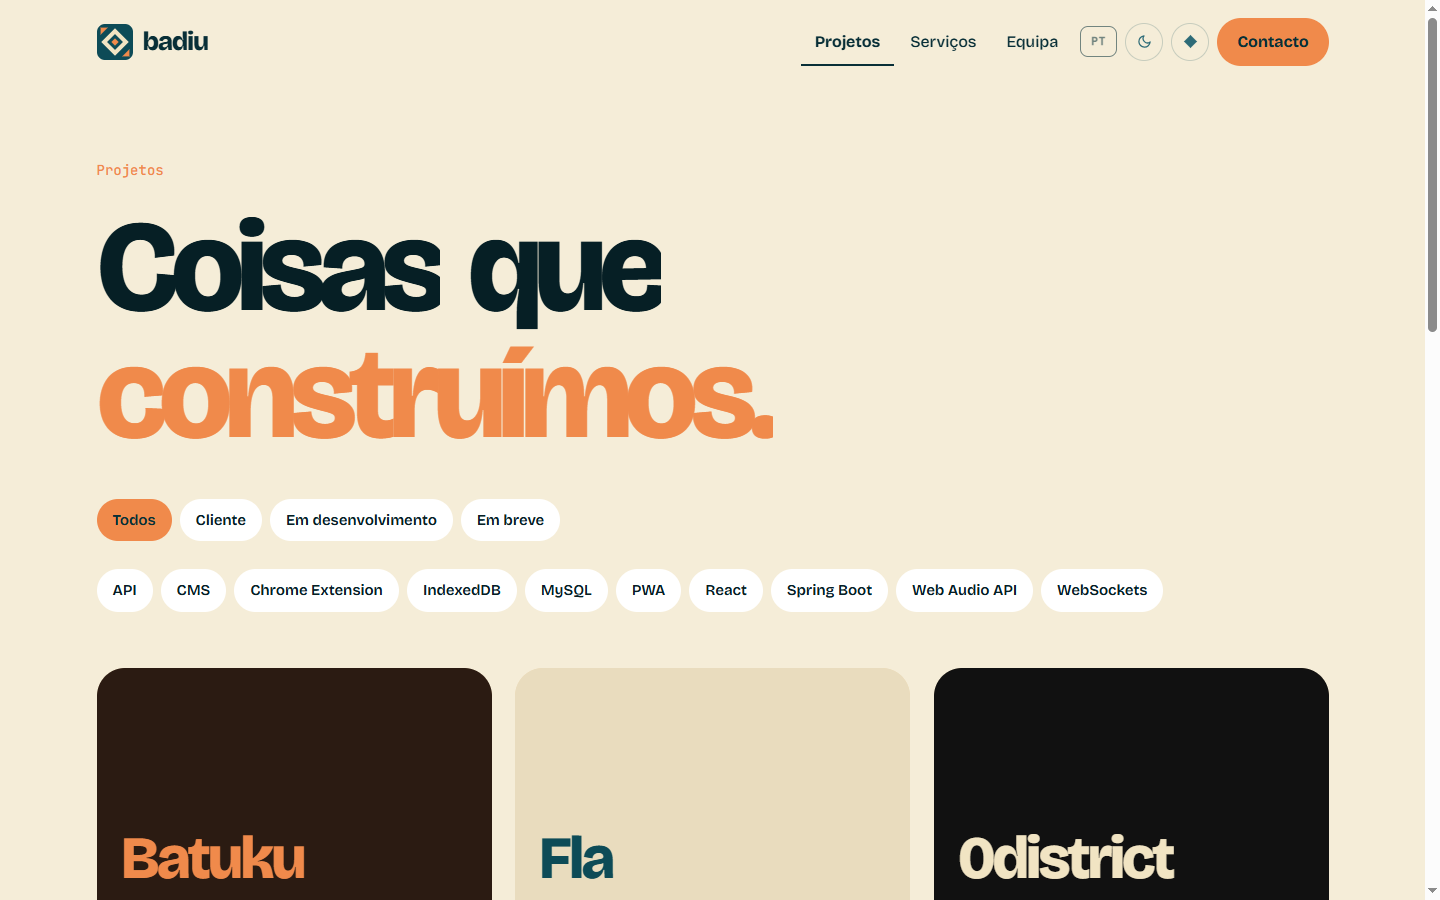 badiu
Projetos Serviços Equipa PT Contacto
Projetos
Coisas que
construímos.
Todos Cliente Em desenvolvimento Em breve
API CMS Chrome Extension IndexedDB MySQL PWA React Spring Boot Web Audio API WebSockets
Batuku Fla 0district